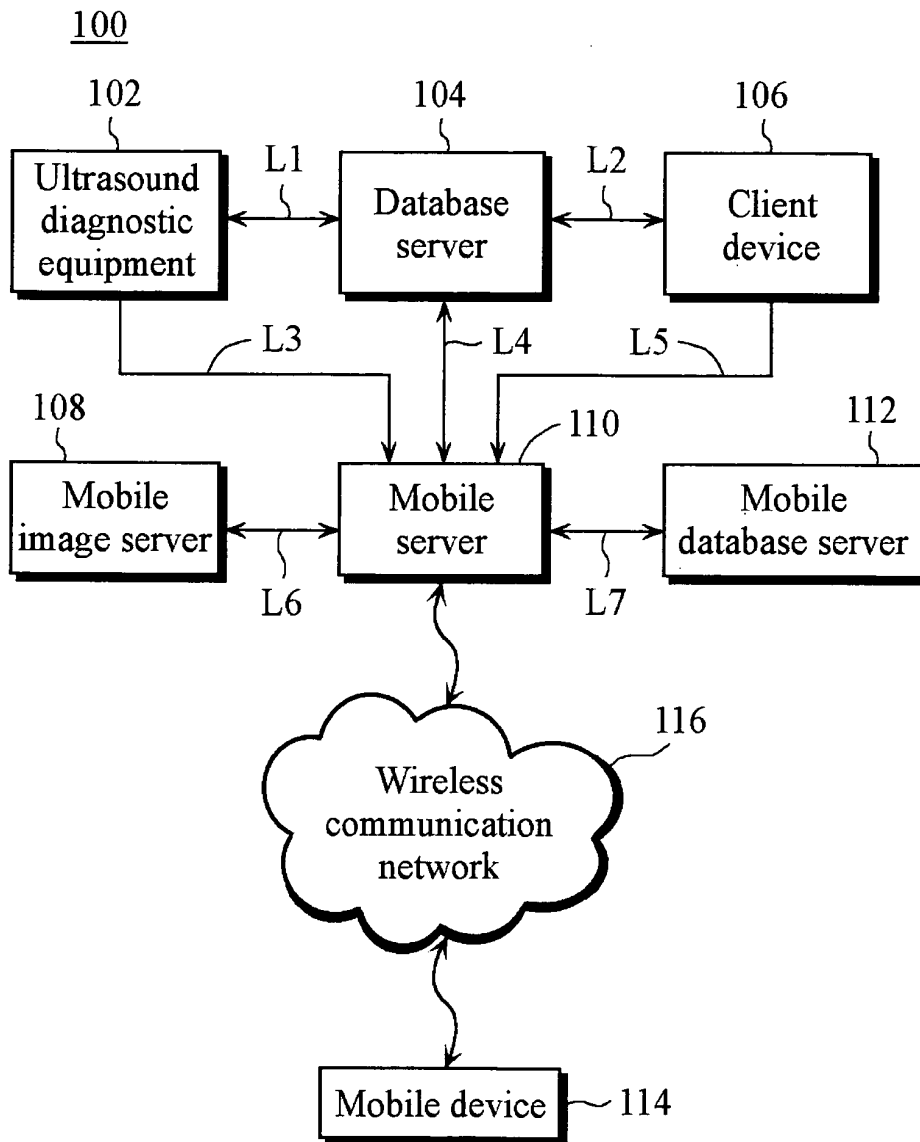 100
102
104
106
Ultrasound
diagnostic
equipment
L1
Database
server
L2
Client
device
L3
L4
L5
108
110
112
Mobile
image server
Mobile
server
Mobile
database server
L6
L7
116
Wireless
communication
network
Mobile device
114